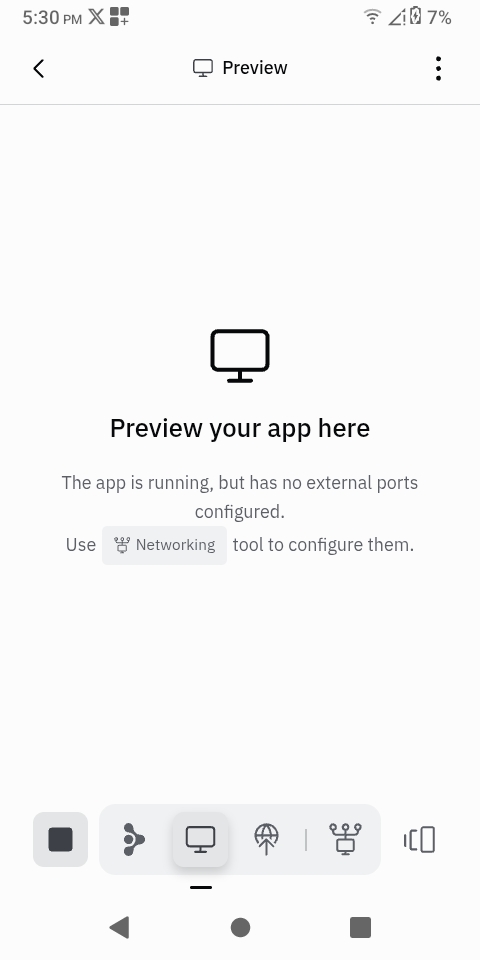 5:30 PM
7%
Preview
Preview your app here
The app is running, but has no external ports
configured.
Use Networking tool to configure them.